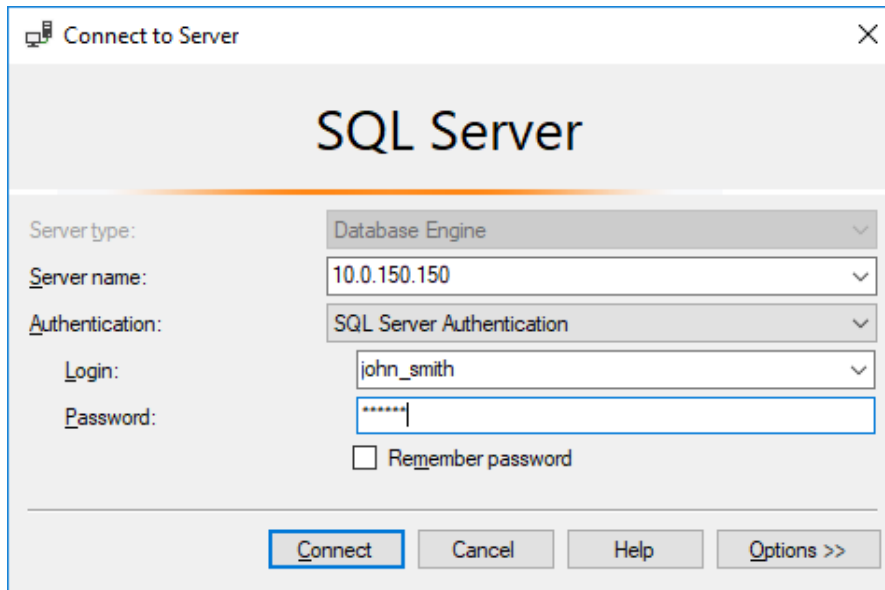 Connect to Server
SQL Server
Server type: Database Engine
Server name: 10.0.150.150
Authentication: SQL Server Authentication
Login: john_smith
Password: ******
Remember password
Connect Cancel Help Options >>